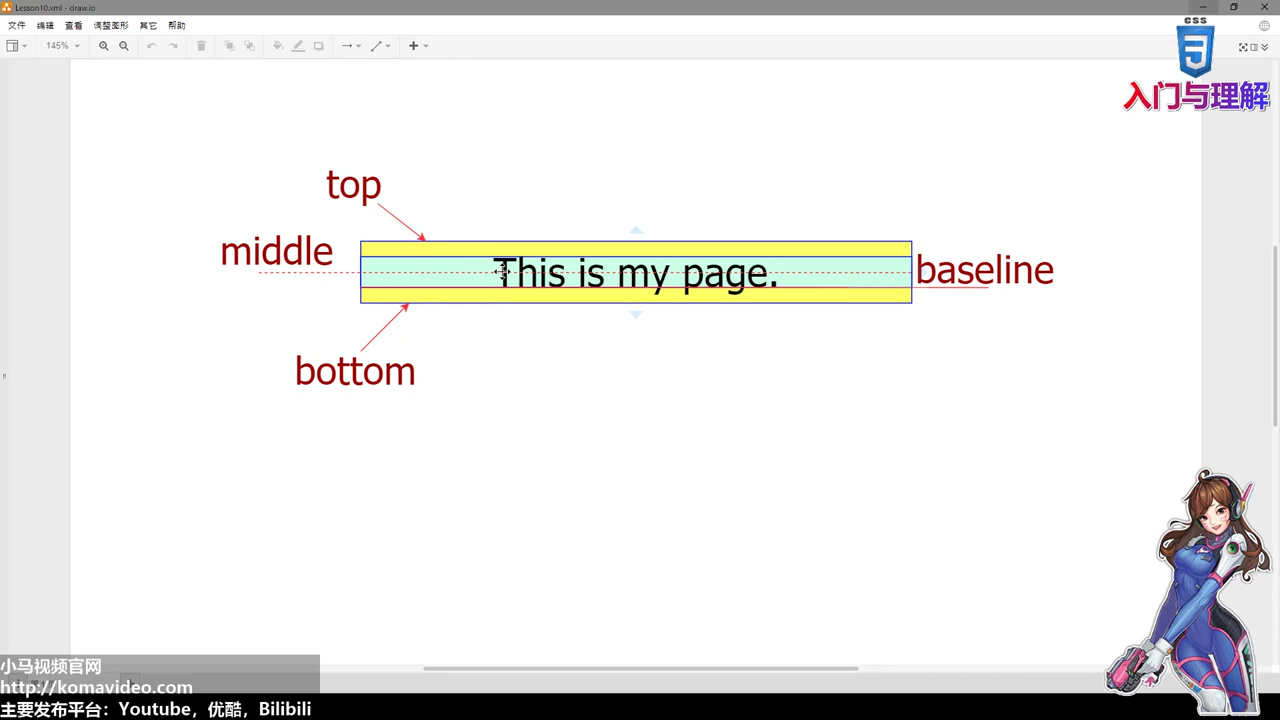 Lesson10.xml - draw.io
文件 编辑 查看 调整图形 其它 帮助
145%
CSS
入门与理解
top
middle
This is my page.
baseline
bottom
小马视频官网
http://komavideo.com
主要发布平台：Youtube，优酷，Bilibili